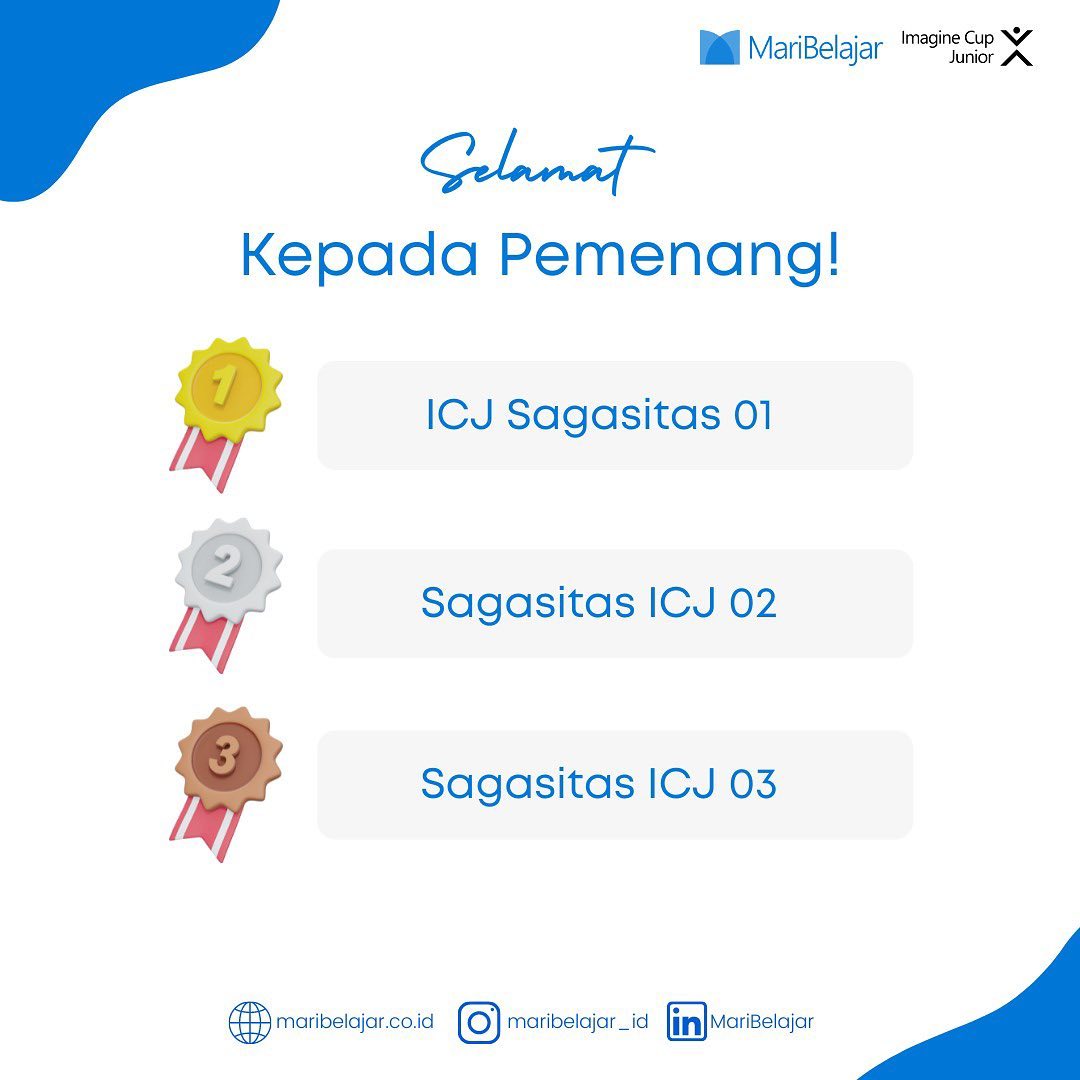 MariBelajar
Imagine Cup
Junior
Selamat
Kepada Pemenang!
1
ICJ Sagasitas 01
2
Sagasitas ICJ 02
3
Sagasitas ICJ 03
maribelajar.co.id
maribelajar_id
in MariBelajar